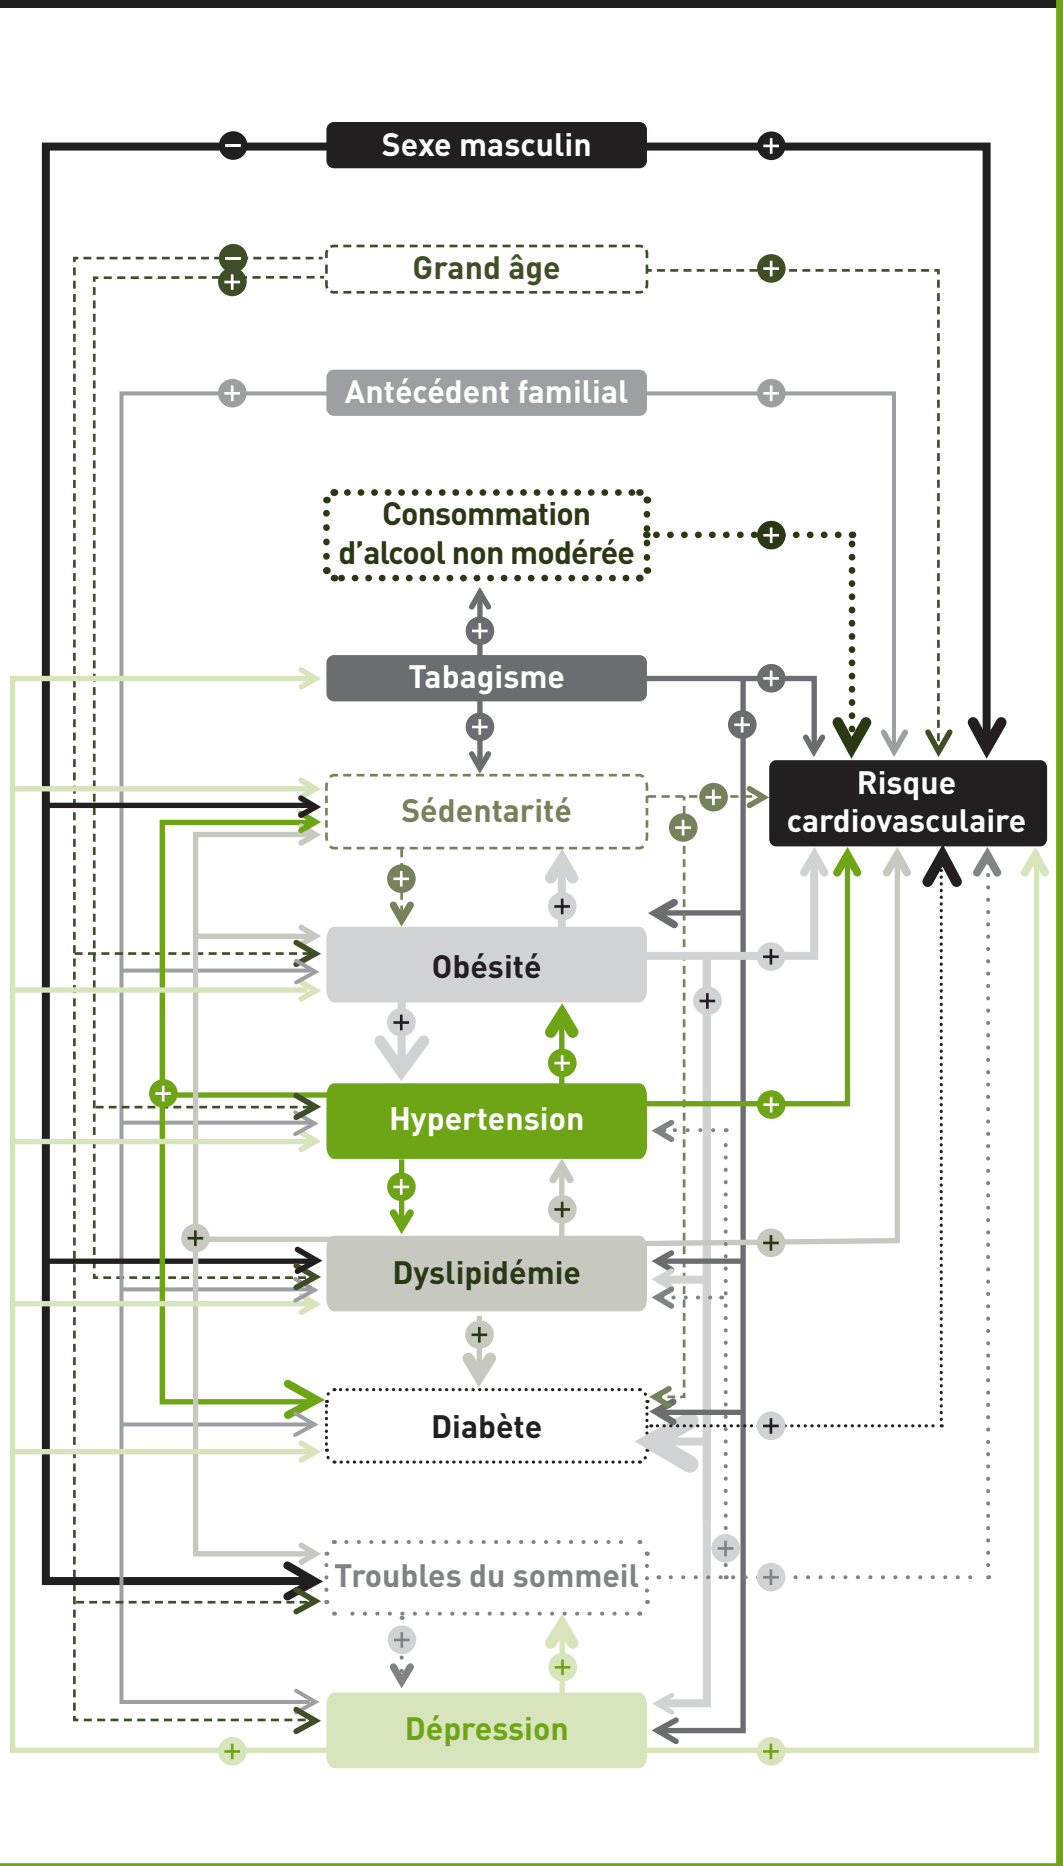 Sexe masculin
Grand âge
Antécédent familial
Consommation
d’alcool non modérée
Tabagisme
Risque
cardiovasculaire
Sédentarité
Obésité
Hypertension
Dyslipidémie
Diabète
Troubles du sommeil
Dépression